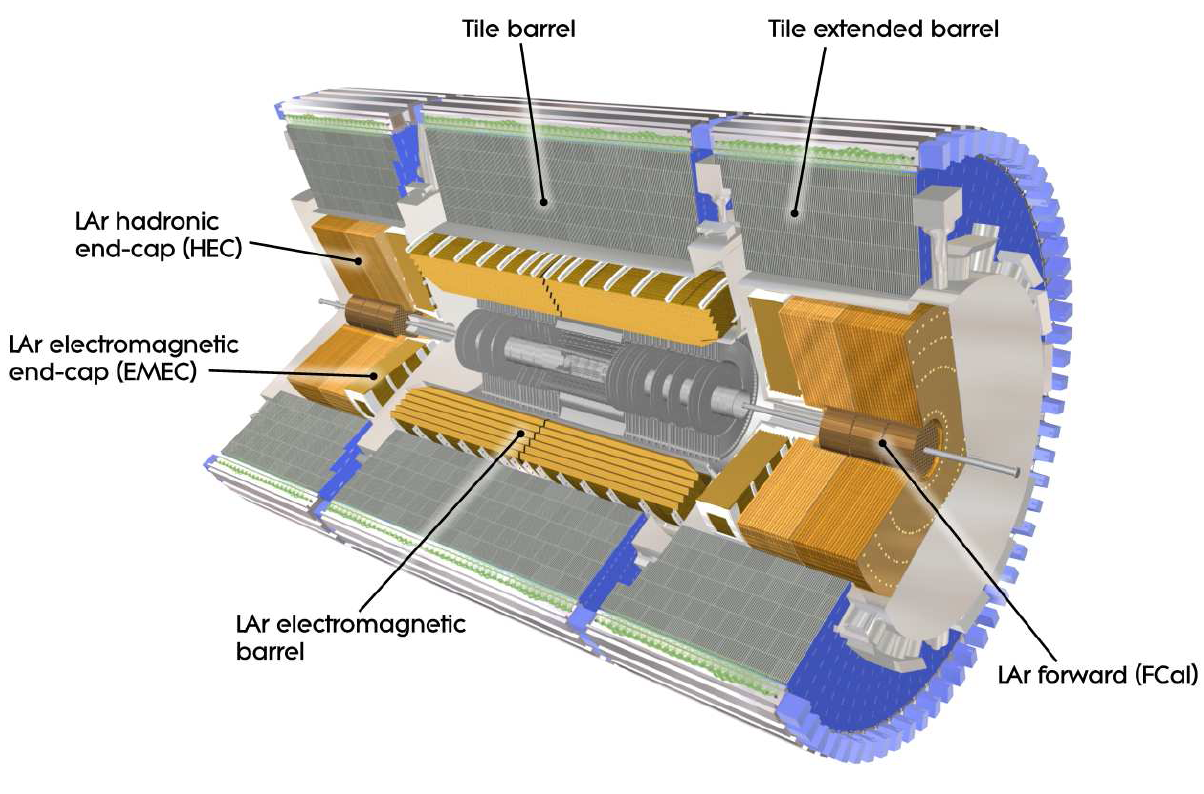 Tile barrel
Tile extended barrel
LAr hadronic
end-cap (HEC)
LAr electromagnetic
end-cap (EMEC)
LAr electromagnetic
barrel
LAr forward (FCal)